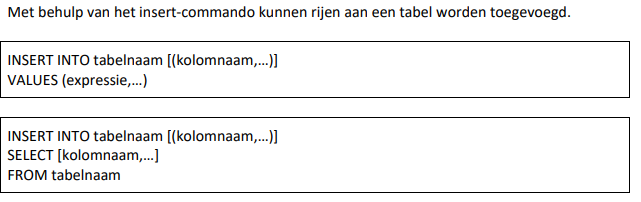 Met behulp van het insert-commando kunnen rijen aan een tabel worden toegevoegd.
INSERT INTO tabelnaam [(kolomnaam,…)]
VALUES (expressie,…)
INSERT INTO tabelnaam [(kolomnaam,…)]
SELECT [kolomnaam,…]
FROM tabelnaam